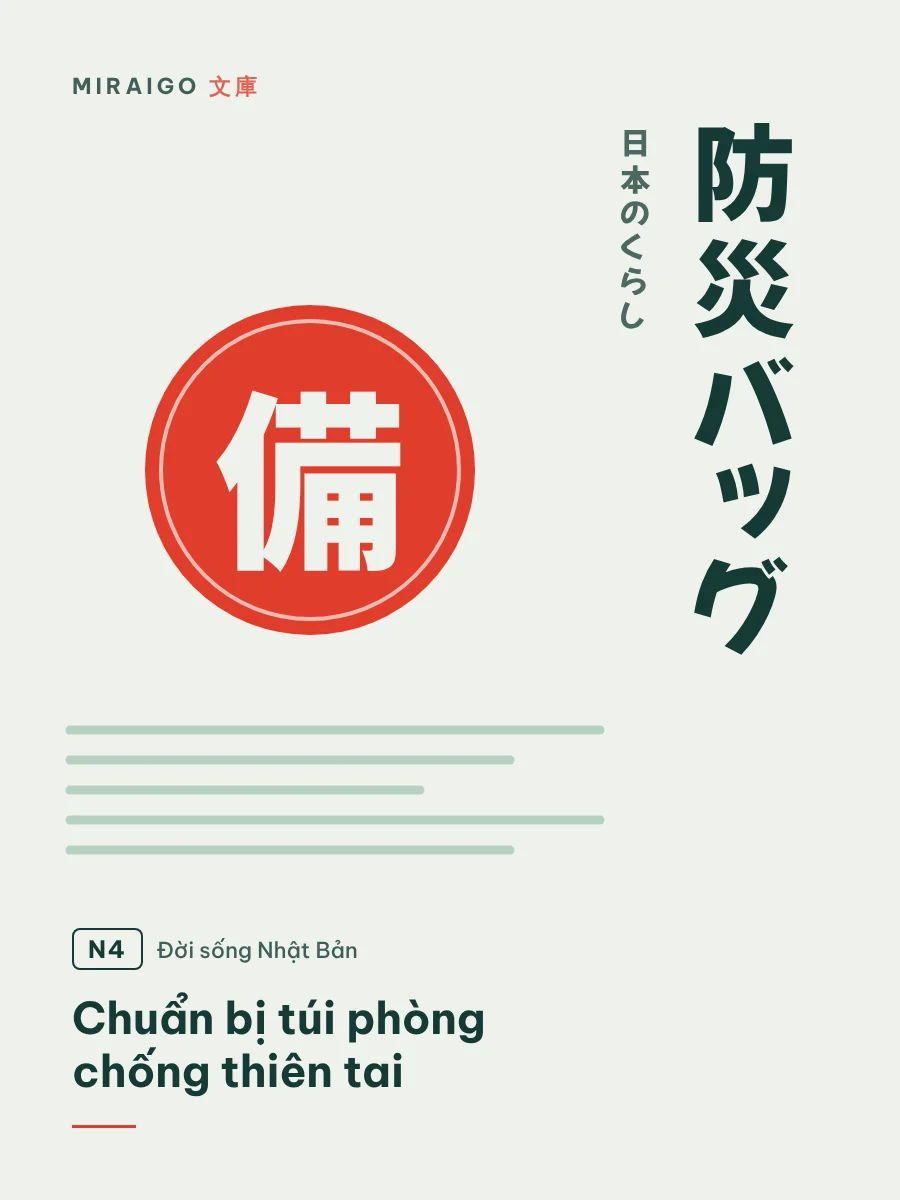 MIRAIGO 文庫
防災バッグ
日本のくらし
備
N4 Đời sống Nhật Bản
Chuẩn bị túi phòng
chống thiên tai